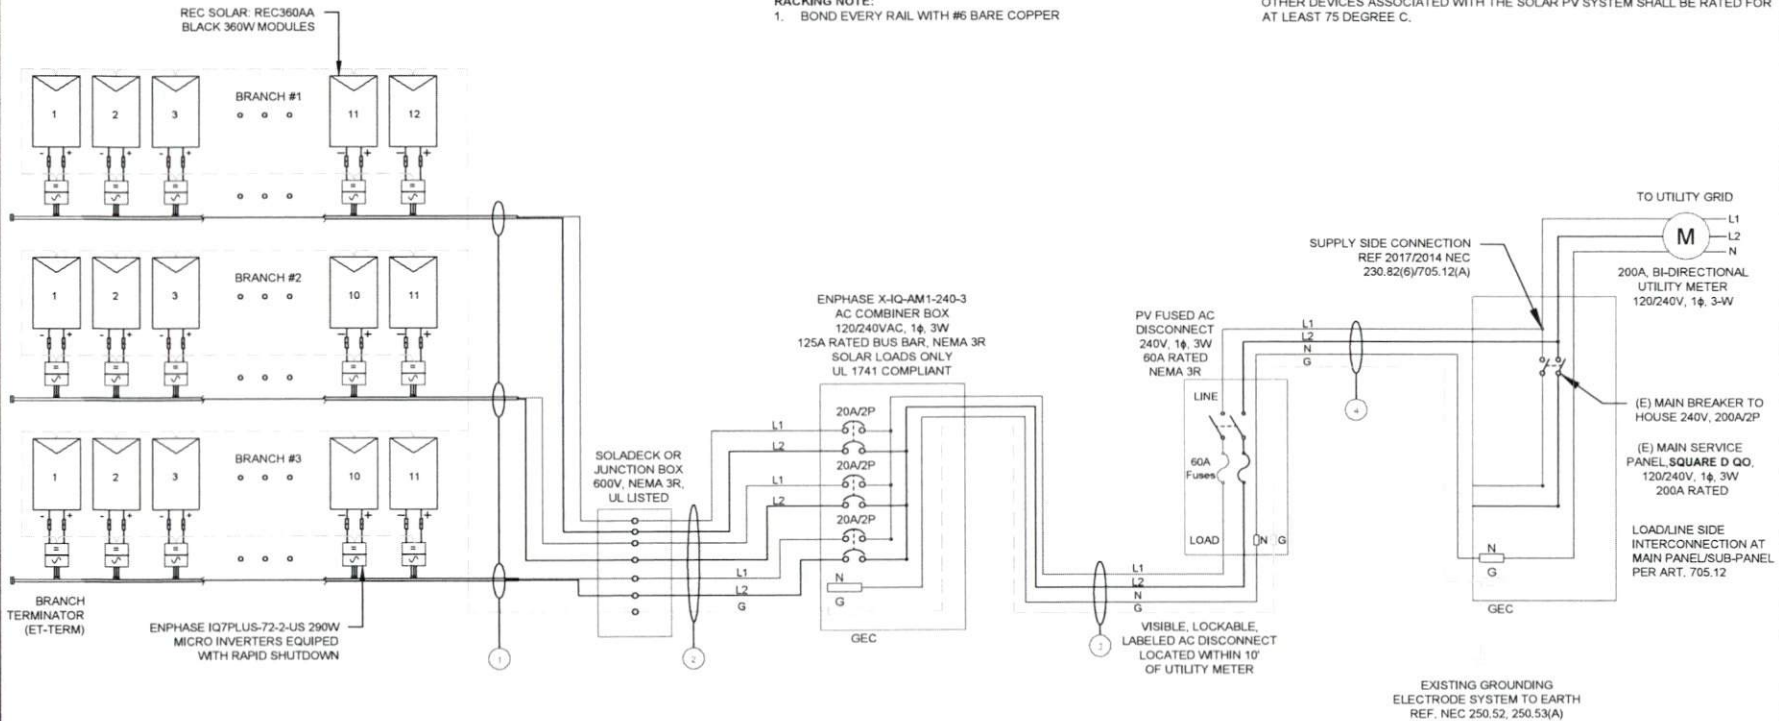 RACKING NOTE:
1. BOND EVERY RAIL WITH #6 BARE COPPER
OTHER DEVICES ASSOCIATED WITH THE SOLAR PV SYSTEM SHALL BE RATED FOR
AT LEAST 75 DEGREE C.
REC SOLAR: REC360AA
BLACK 360W MODULES
BRANCH #1
1
2
3
11
12
- +
- +
- +
- +
- +
BRANCH #2
1
2
3
10
11
- +
- +
- +
- +
- +
BRANCH #3
1
2
3
10
11
- +
- +
- +
- +
- +
BRANCH
TERMINATOR
(ET-TERM)
ENPHASE IQ7PLUS-72-2-US 290W
MICRO INVERTERS EQUIPED
WITH RAPID SHUTDOWN
1
SOLADECK OR
JUNCTION BOX
600V, NEMA 3R,
UL LISTED
2
L1
L2
L1
L2
L1
L2
G
ENPHASE X-IQ-AM1-240-3
AC COMBINER BOX
120/240VAC, 1ϕ, 3W
125A RATED BUS BAR, NEMA 3R
SOLAR LOADS ONLY
UL 1741 COMPLIANT
20A/2P
20A/2P
20A/2P
N
G
GEC
3
L1
L2
N
G
VISIBLE, LOCKABLE,
LABELED AC DISCONNECT
LOCATED WITHIN 10'
OF UTILITY METER
PV FUSED AC
DISCONNECT
240V, 1ϕ, 3W
60A RATED
NEMA 3R
LINE
60A
Fuses
LOAD
N G
L1
L2
N
G
4
SUPPLY SIDE CONNECTION
REF 2017/2014 NEC
230.82(6)/705.12(A)
TO UTILITY GRID
M
L1
L2
N
200A, BI-DIRECTIONAL
UTILITY METER
120/240V, 1ϕ, 3-W
(E) MAIN BREAKER TO
HOUSE 240V, 200A/2P
(E) MAIN SERVICE
PANEL,SQUARE D QO,
120/240V, 1ϕ, 3W
200A RATED
LOAD/LINE SIDE
INTERCONNECTION AT
MAIN PANEL/SUB-PANEL
PER ART. 705.12
N
G
GEC
EXISTING GROUNDING
ELECTRODE SYSTEM TO EARTH
REF. NEC 250.52, 250.53(A)